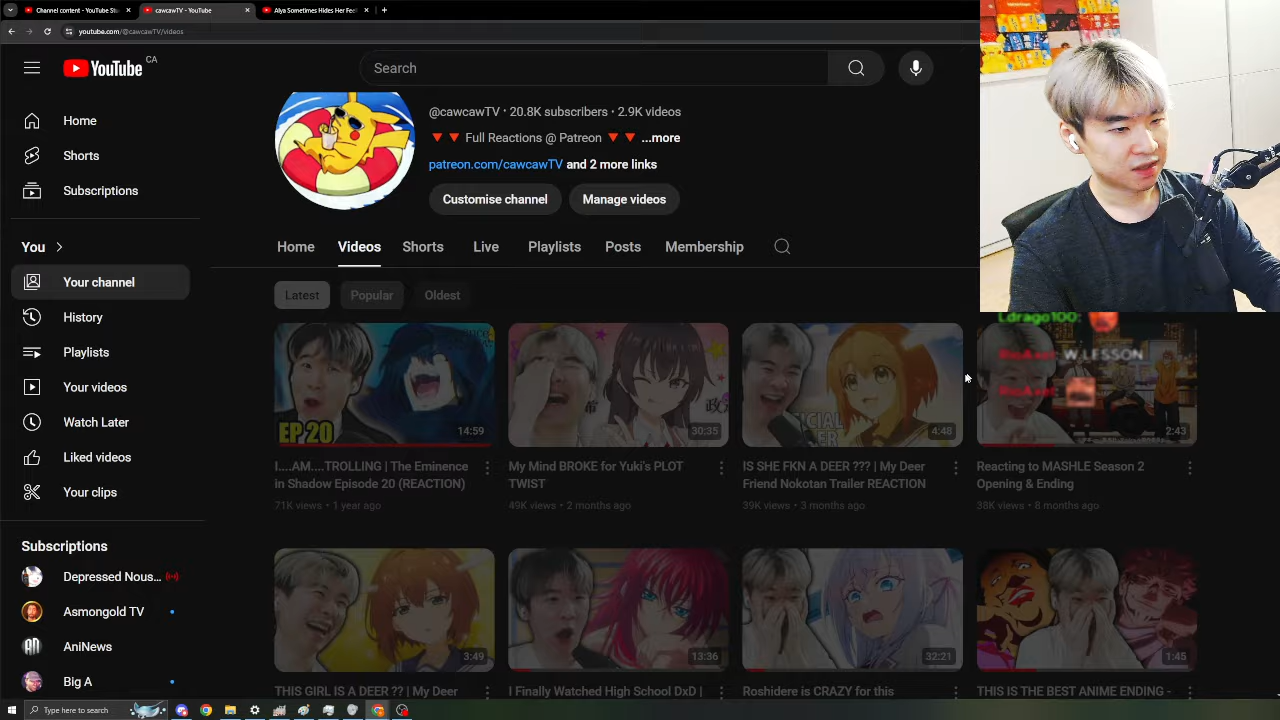 Channel content - YouTube Stu
cawcawTV - YouTube
Alya Sometimes Hides Her Fee
youtube.com/@cawcawTV/videos
YouTube CA
Search
Home
Shorts
Subscriptions
You
Your channel
History
Playlists
Your videos
Watch Later
Liked videos
Your clips
Subscriptions
Depressed Nous...
Asmongold TV
AniNews
Big A
@cawcawTV • 20.8K subscribers • 2.9K videos
Full Reactions @ Patreon ...more
patreon.com/cawcawTV and 2 more links
Customise channel
Manage videos
Home
Videos
Shorts
Live
Playlists
Posts
Membership
Latest
Popular
Oldest
Ldrago100:
W LESSON
EP.20
14:59
30:35
4:48
2:43
I....AM....TROLLING | The Eminence
in Shadow Episode 20 (REACTION)
71K views • 1 year ago
My Mind BROKE for Yuki's PLOT
TWIST
49K views • 2 months ago
IS SHE FKN A DEER ??? | My Deer
Friend Nokotan Trailer REACTION
39K views • 3 months ago
Reacting to MASHLE Season 2
Opening & Ending
38K views • 8 months ago
3:49
13:36
32:21
1:45
THIS GIRL IS A DEER ?? | My Deer
I Finally Watched High School DxD |
Roshidere is CRAZY for this
THIS IS THE BEST ANIME ENDING -
Type here to search